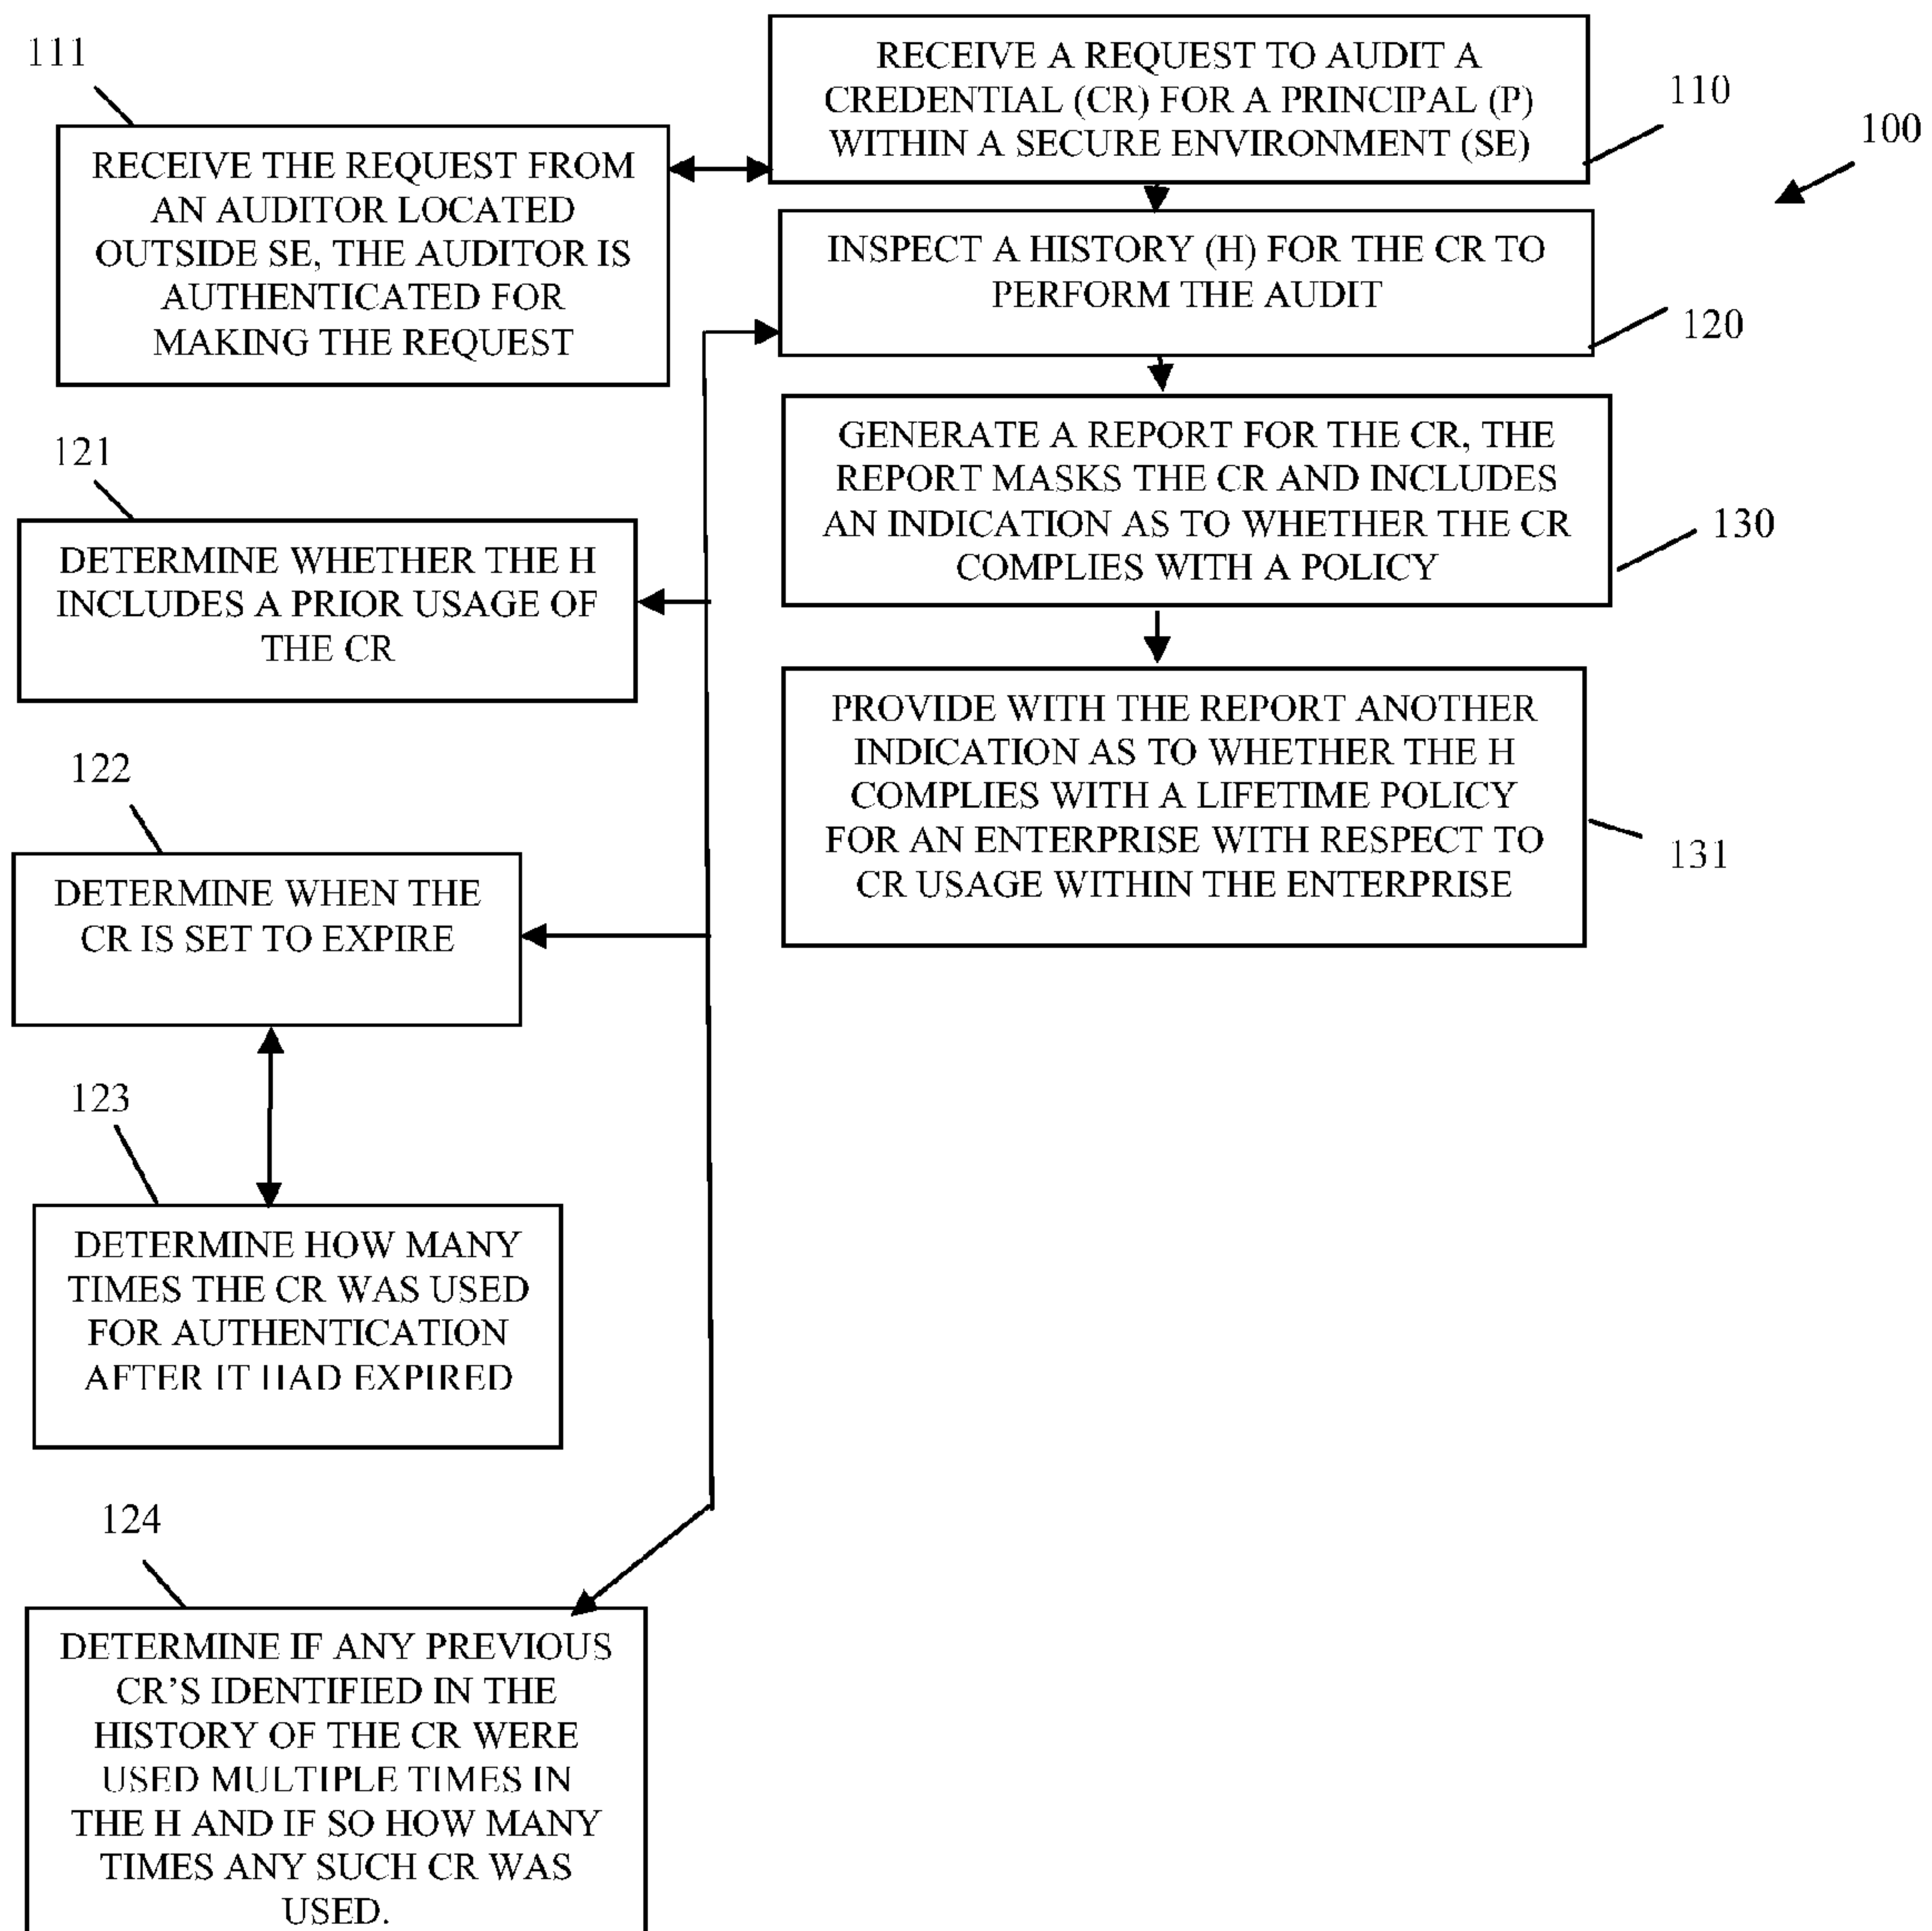 111
RECEIVE A REQUEST TO AUDIT A
CREDENTIAL (CR) FOR A PRINCIPAL (P)
WITHIN A SECURE ENVIRONMENT (SE)
110
100
RECEIVE THE REQUEST FROM
AN AUDITOR LOCATED
OUTSIDE SE, THE AUDITOR IS
AUTHENTICATED FOR
MAKING THE REQUEST
INSPECT A HISTORY (H) FOR THE CR TO
PERFORM THE AUDIT
120
GENERATE A REPORT FOR THE CR, THE
REPORT MASKS THE CR AND INCLUDES
AN INDICATION AS TO WHETHER THE CR
COMPLIES WITH A POLICY
130
121
DETERMINE WHETHER THE H
INCLUDES A PRIOR USAGE OF
THE CR
PROVIDE WITH THE REPORT ANOTHER
INDICATION AS TO WHETHER THE H
COMPLIES WITH A LIFETIME POLICY
FOR AN ENTERPRISE WITH RESPECT TO
CR USAGE WITHIN THE ENTERPRISE
131
122
DETERMINE WHEN THE
CR IS SET TO EXPIRE
123
DETERMINE HOW MANY
TIMES THE CR WAS USED
FOR AUTHENTICATION
AFTER IT HAD EXPIRED
124
DETERMINE IF ANY PREVIOUS
CR'S IDENTIFIED IN THE
HISTORY OF THE CR WERE
USED MULTIPLE TIMES IN
THE H AND IF SO HOW MANY
TIMES ANY SUCH CR WAS
USED.